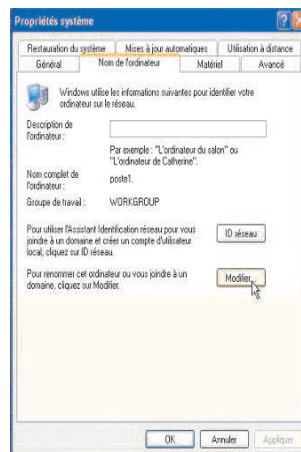 Propriétés système
Restauration du système
Mises à jour automatiques
Utilisation à distance
Général
Nom de l'ordinateur
Matériel
Avancé
Windows utilise les informations suivantes pour identifier votre
ordinateur sur le réseau.
Description de
l'ordinateur :
Par exemple : "L'ordinateur du salon" ou
"L'ordinateur de Catherine".
Nom complet de
l'ordinateur :
poste1.
Groupe de travail :
WORKGROUP
Pour utiliser l'Assistant Identification réseau pour vous
joindre à un domaine et créer un compte d'utilisateur
local, cliquez sur ID réseau.
ID réseau
Pour renommer cet ordinateur ou vous joindre à un
domaine, cliquez sur Modifier.
Modifier...
OK
Annuler
Appliquer